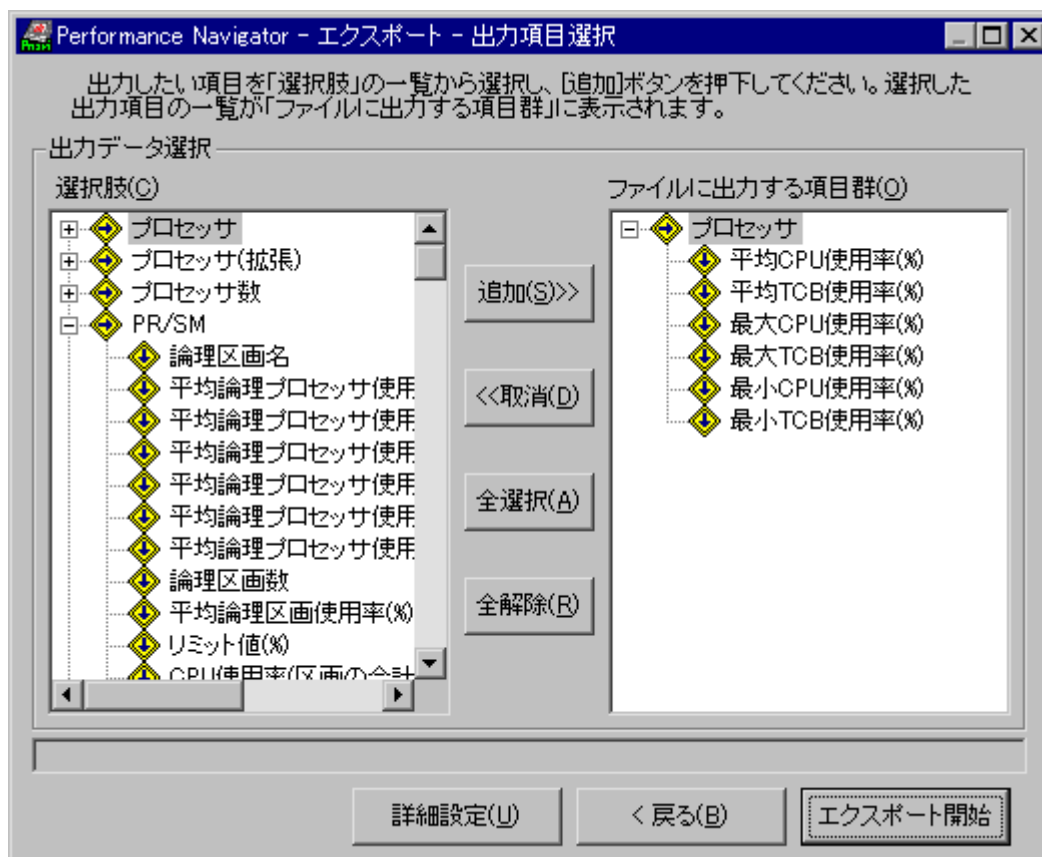 Performance Navigator - エクスポート - 出力項目選択
出力したい項目を「選択肢」の一覧から選択し、[追加]ボタンを押下してください。選択した
出力項目の一覧が「ファイルに出力する項目群」に表示されます。
出力データ選択
選択肢(C)
プロセッサ
プロセッサ(拡張)
プロセッサ数
PR/SM
論理区画名
平均論理プロセッサ使用
平均論理プロセッサ使用
平均論理プロセッサ使用
平均論理プロセッサ使用
平均論理プロセッサ使用
平均論理プロセッサ使用
論理区画数
平均論理区画使用率(%)
リミット値(%)
CPU使用率(区画の合計
追加(S)>>
<<取消(D)
全選択(A)
全解除(R)
ファイルに出力する項目群(O)
プロセッサ
平均CPU使用率(%)
平均TCB使用率(%)
最大CPU使用率(%)
最大TCB使用率(%)
最小CPU使用率(%)
最小TCB使用率(%)
詳細設定(U)
< 戻る(B)
エクスポート開始